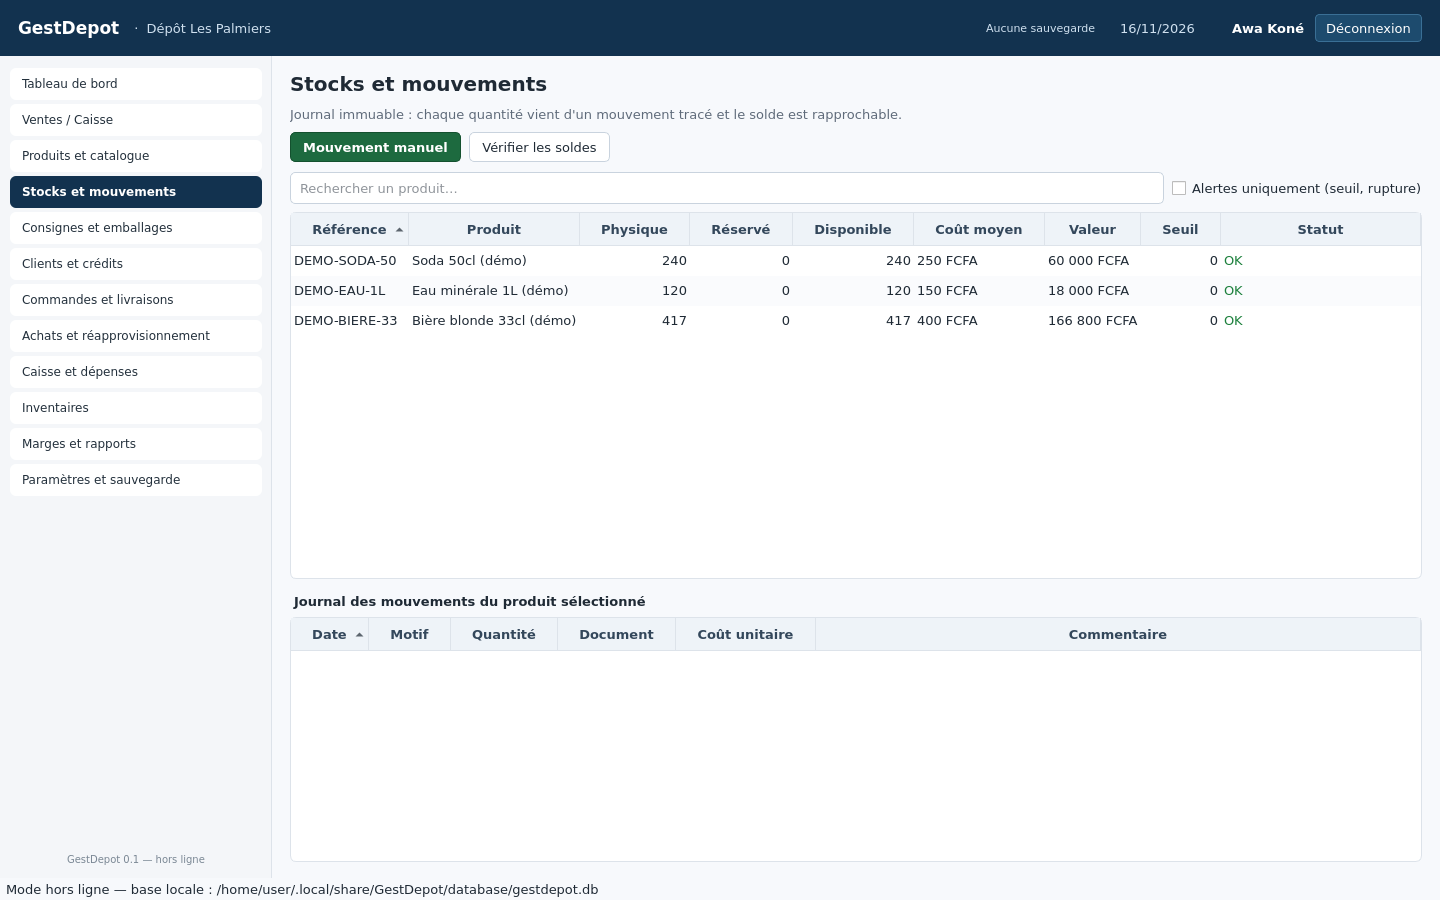 GestDepot · Dépôt Les Palmiers Aucune sauvegarde 16/11/2026 Awa Koné Déconnexion
Tableau de bord
Ventes / Caisse
Produits et catalogue
Stocks et mouvements
Consignes et emballages
Clients et crédits
Commandes et livraisons
Achats et réapprovisionnement
Caisse et dépenses
Inventaires
Marges et rapports
Paramètres et sauvegarde
GestDepot 0.1 — hors ligne
Stocks et mouvements
Journal immuable : chaque quantité vient d'un mouvement tracé et le solde est rapprochable.
Mouvement manuel Vérifier les soldes
Rechercher un produit... Alertes uniquement (seuil, rupture)
Référence Produit Physique Réservé Disponible Coût moyen Valeur Seuil Statut
DEMO-SODA-50 Soda 50cl (démo) 240 0 240 250 FCFA 60 000 FCFA 0 OK
DEMO-EAU-1L Eau minérale 1L (démo) 120 0 120 150 FCFA 18 000 FCFA 0 OK
DEMO-BIERE-33 Bière blonde 33cl (démo) 417 0 417 400 FCFA 166 800 FCFA 0 OK
Journal des mouvements du produit sélectionné
Date Motif Quantité Document Coût unitaire Commentaire
Mode hors ligne — base locale : /home/user/.local/share/GestDepot/database/gestdepot.db